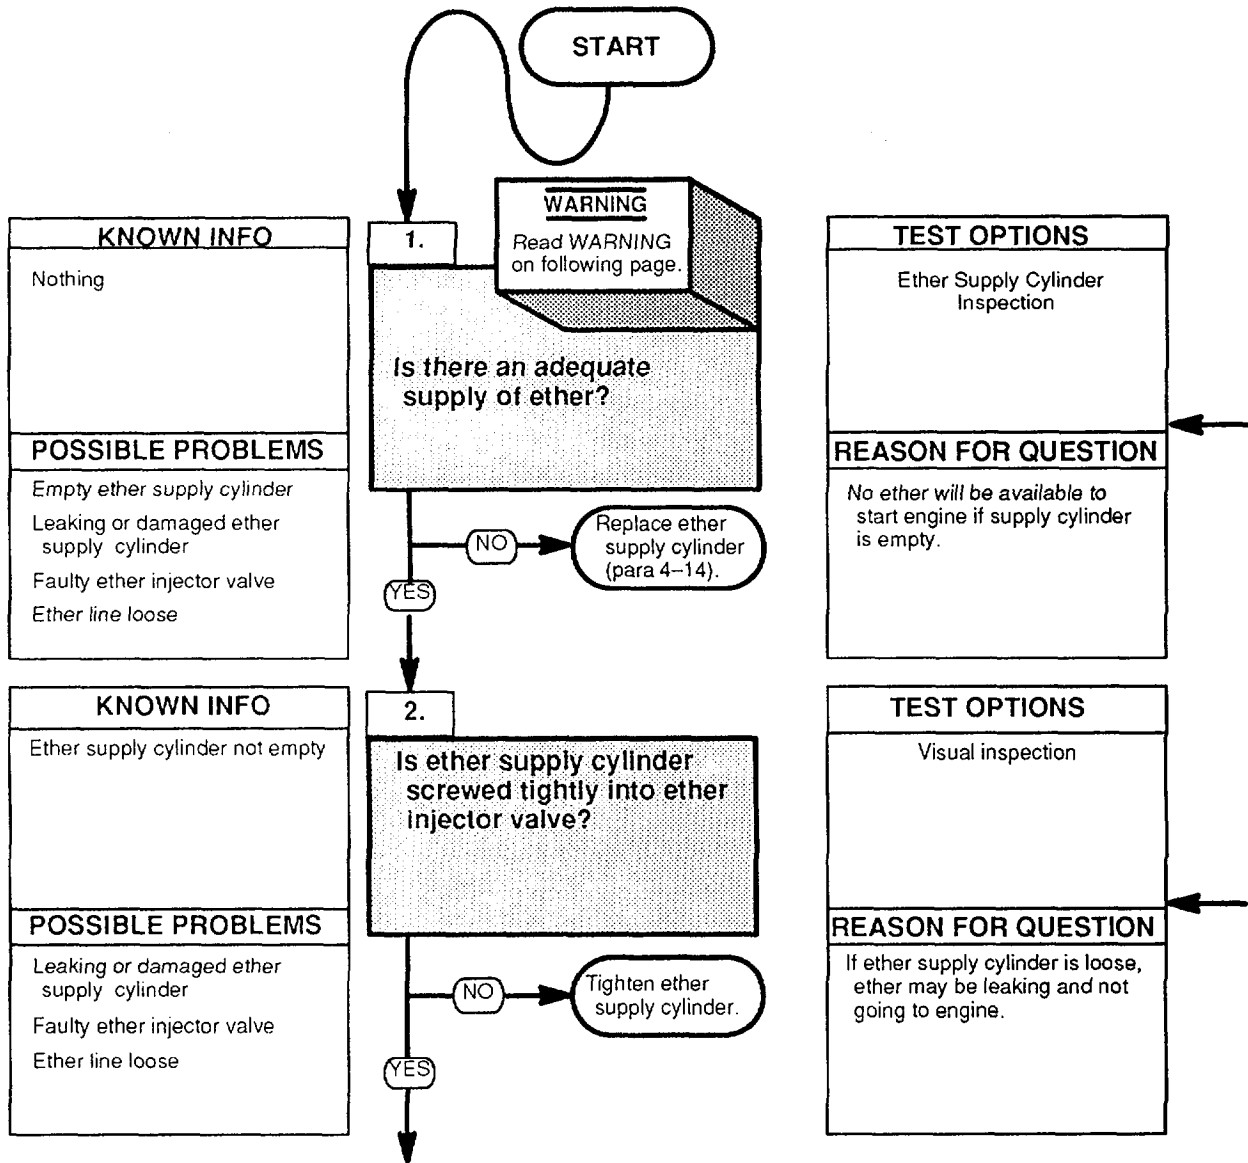 START
WARNING
Read WARNING
on following page.
KNOWN INFO
Nothing
POSSIBLE PROBLEMS
Empty ether supply cylinder
Leaking or damaged ether
supply cylinder
Faulty ether injector valve
Ether line loose
1.
Is there an adequate
supply of ether?
NO
Replace ether
supply cylinder
(para 4–14).
YES
TEST OPTIONS
Ether Supply Cylinder
Inspection
REASON FOR QUESTION
No ether will be available to
start engine if supply cylinder
is empty.
KNOWN INFO
Ether supply cylinder not empty
POSSIBLE PROBLEMS
Leaking or damaged ether
supply cylinder
Faulty ether injector valve
Ether line loose
2.
Is ether supply cylinder
screwed tightly into ether
injector valve?
NO
Tighten ether
supply cylinder.
YES
TEST OPTIONS
Visual inspection
REASON FOR QUESTION
If ether supply cylinder is loose,
ether may be leaking and not
going to engine.